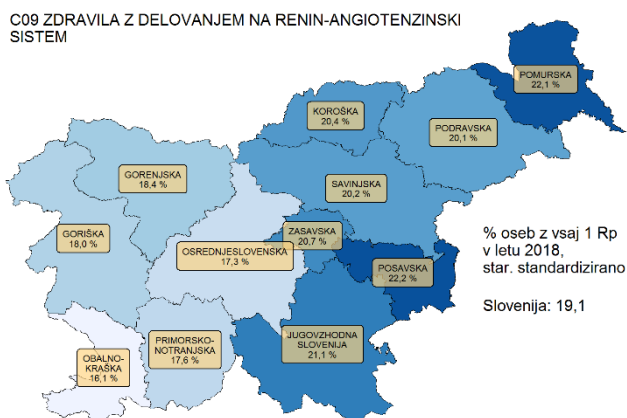 C09 ZDRAVILA Z DELOVANJEM NA RENIN-ANGIOTENZINSKI
SISTEM
POMURSKA
22,1 %
KOROŠKA
20,4 %
PODRAVSKA
20,1 %
GORENJSKA
18,4 %
SAVINJSKA
20,2 %
GORIŠKA
18,0 %
ZASAVSKA
20,7 %
OSREDNJESLOVENSKA
17,3 %
POSAVSKA
22,2 %
% oseb z vsaj 1 Rp
v letu 2018,
star. standardizirano
Slovenija: 19,1
PRIMORSKO-
NOTRANJSKA
17,6 %
JUGOVZHODNA
SLOVENIJA
21,1 %
OBALNO-
KRAŠKA
16,1 %